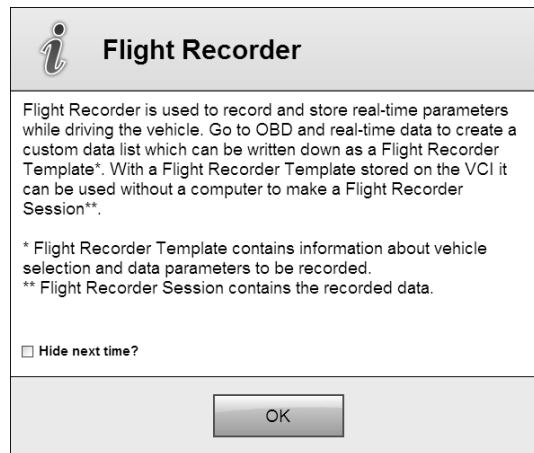 Flight Recorder
Flight Recorder is used to record and store real-time parameters
while driving the vehicle. Go to OBD and real-time data to create a
custom data list which can be written down as a Flight Recorder
Template*. With a Flight Recorder Template stored on the VCI it
can be used without a computer to make a Flight Recorder
Session**.
* Flight Recorder Template contains information about vehicle
selection and data parameters to be recorded.
** Flight Recorder Session contains the recorded data.
Hide next time?
OK